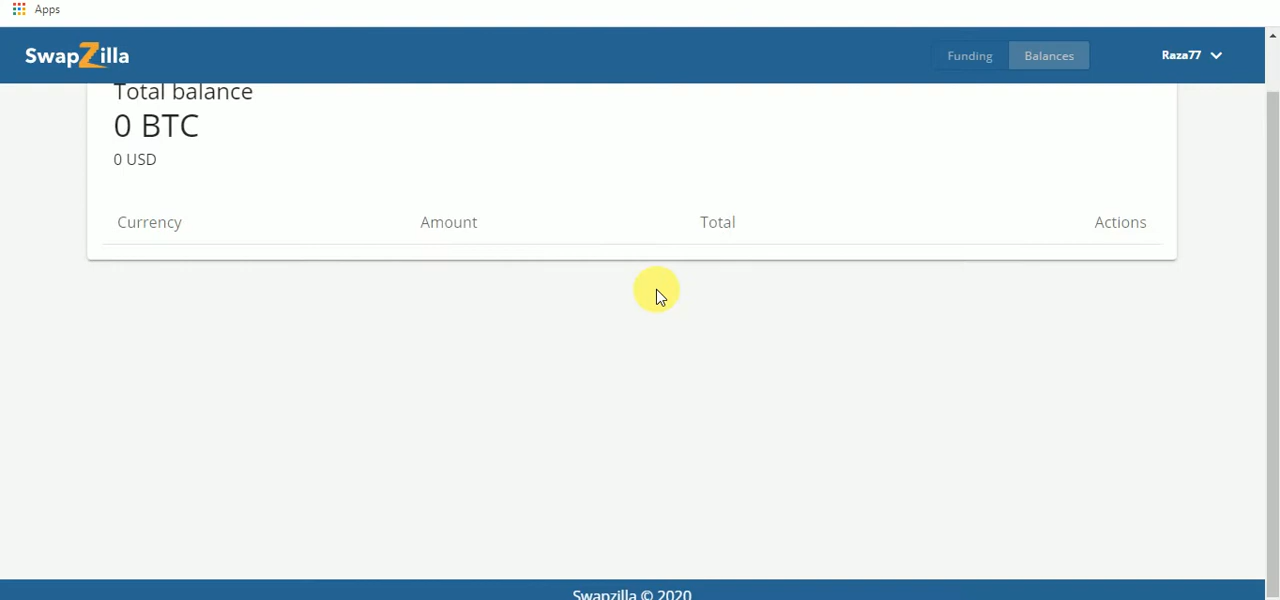 Apps
SwapZilla Funding Balances Raza77
Total balance
0 BTC
0 USD
Currency Amount Total Actions
Swapzilla © 2020